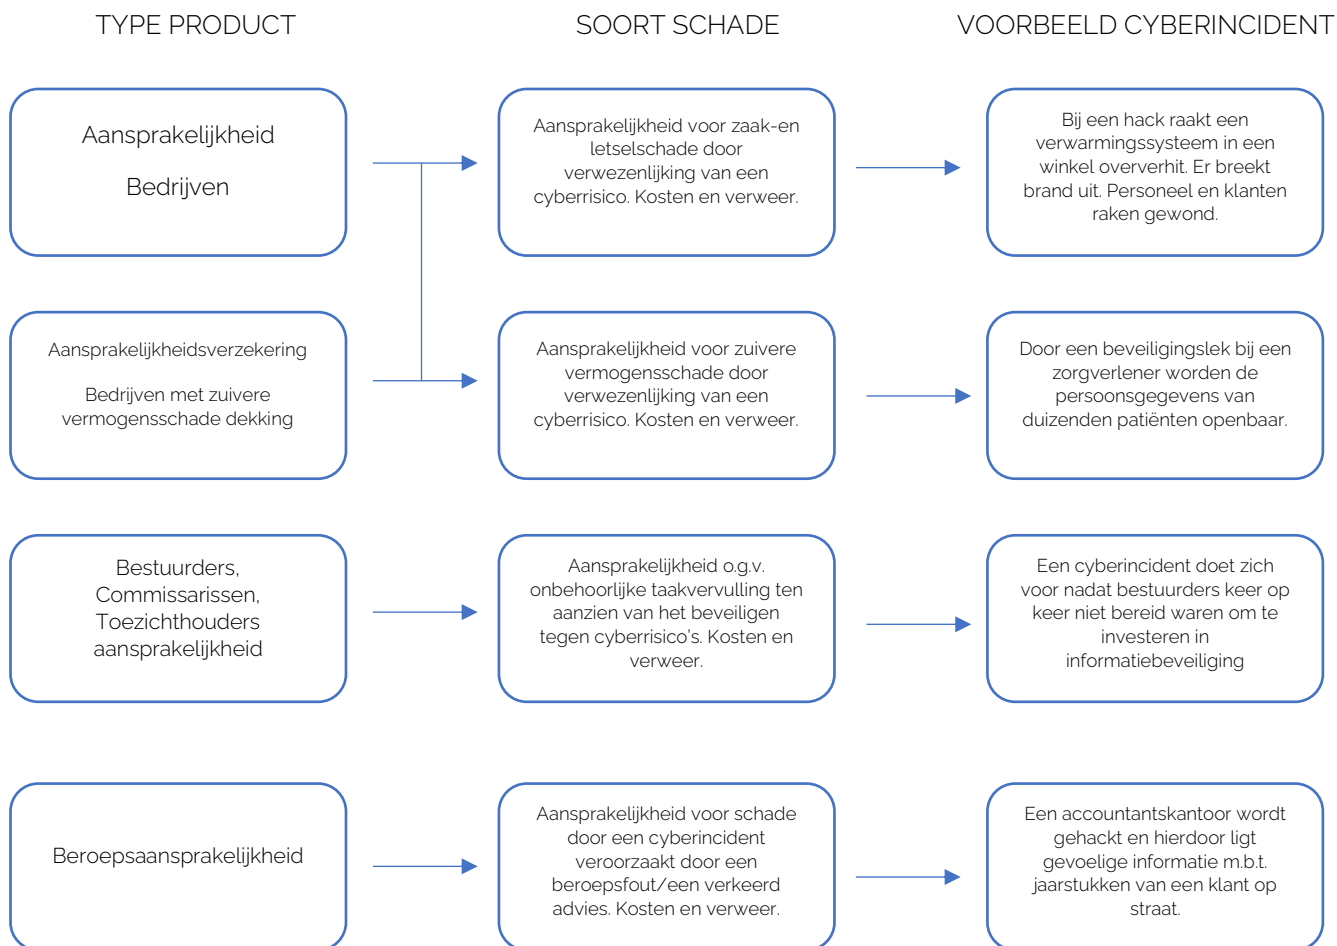 TYPE PRODUCT
SOORT SCHADE
VOORBEELD CYBERINCIDENT
Aansprakelijkheid
Bedrijven
Aansprakelijkheid voor zaak-en
letselschade door
verwezenlijking van een
cyberrisico. Kosten en verweer.
Bij een hack raakt een
verwarmingssysteem in een
winkel oververhit. Er breekt
brand uit. Personeel en klanten
raken gewond.
Aansprakelijkheidsverzekering
Bedrijven met zuivere
vermogensschade dekking
Aansprakelijkheid voor zuivere
vermogensschade door
verwezenlijking van een
cyberrisico. Kosten en verweer.
Door een beveiligingslek bij een
zorgverlener worden de
persoonsgegevens van
duizenden patiënten openbaar.
Bestuurders,
Commissarissen,
Toezichthouders
aansprakelijkheid
Aansprakelijkheid o.g.v.
onbehoorlijke taakvervulling ten
aanzien van het beveiligen
tegen cyberrisico's. Kosten en
verweer.
Een cyberincident doet zich
voor nadat bestuurders keer op
keer niet bereid waren om te
investeren in
informatiebeveiliging
Beroepsaansprakelijkheid
Aansprakelijkheid voor schade
door een cyberincident
veroorzaakt door een
beroepsfout/een verkeerd
advies. Kosten en verweer.
Een accountantskantoor wordt
gehackt en hierdoor ligt
gevoelige informatie m.b.t.
jaarstukken van een klant op
straat.